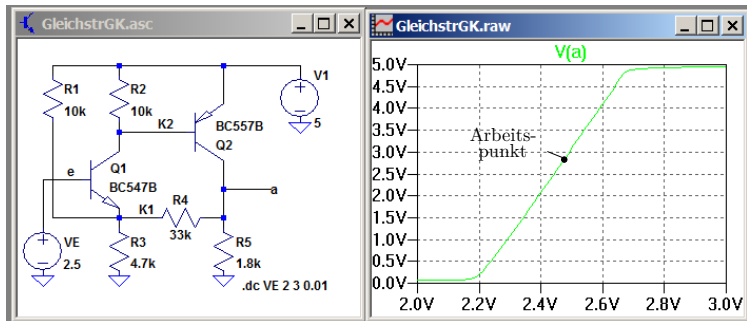 GleichstrGK.asc
R1
10k
R2
10k
V1
5
K2
BC557B
Q2
e
Q1
BC547B
K1
R4
33k
a
VE
2.5
R3
4.7k
R5
1.8k
.dc VE 2 3 0.01
GleichstrGK.raw
V(a)
5.0V
4.5V
4.0V
3.5V
3.0V
2.5V
2.0V
1.5V
1.0V
0.5V
0.0V
Arbeits-
punkt
2.0V 2.2V 2.4V 2.6V 2.8V 3.0V